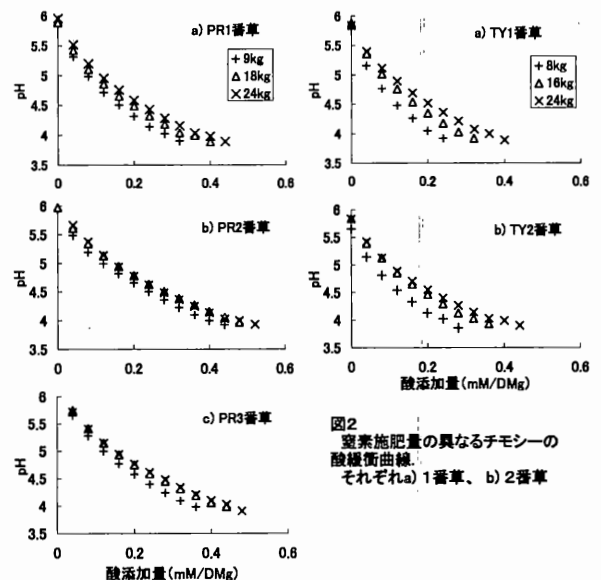 6
5.5
5
4.5
4
3.5
pH
a) PR1番草
+ 9kg
△ 18kg
× 24kg
0
0.2
0.4
0.6
6
5.5
5
4.5
4
3.5
pH
a) TY1番草
+ 8kg
△ 16kg
× 24kg
0
0.2
0.4
0.6
6
5.5
5
4.5
4
3.5
pH
b) PR2番草
0
0.2
0.4
0.6
6
5.5
5
4.5
4
3.5
pH
b) TY2番草
0
0.2
0.4
0.6
酸添加量(mM/DMg)
6
5.5
5
4.5
4
3.5
pH
c) PR3番草
0
0.2
0.4
0.6
酸添加量(mM/DMg)
図2
窒素施肥量の異なるチモシーの
酸緩衝曲線.
それぞれa) 1番草、 b) 2番草